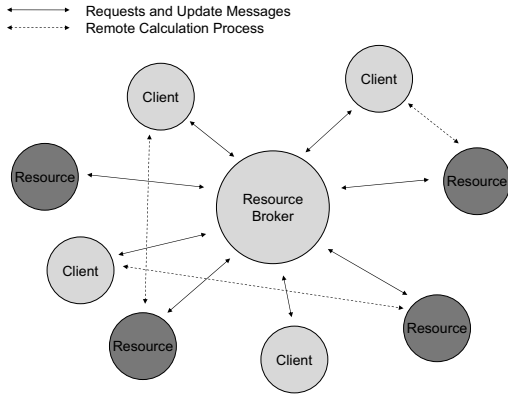 Requests and Update Messages
Remote Calculation Process
Client
Client
Resource
Resource
Resource
Broker
Client
Resource
Client
Resource